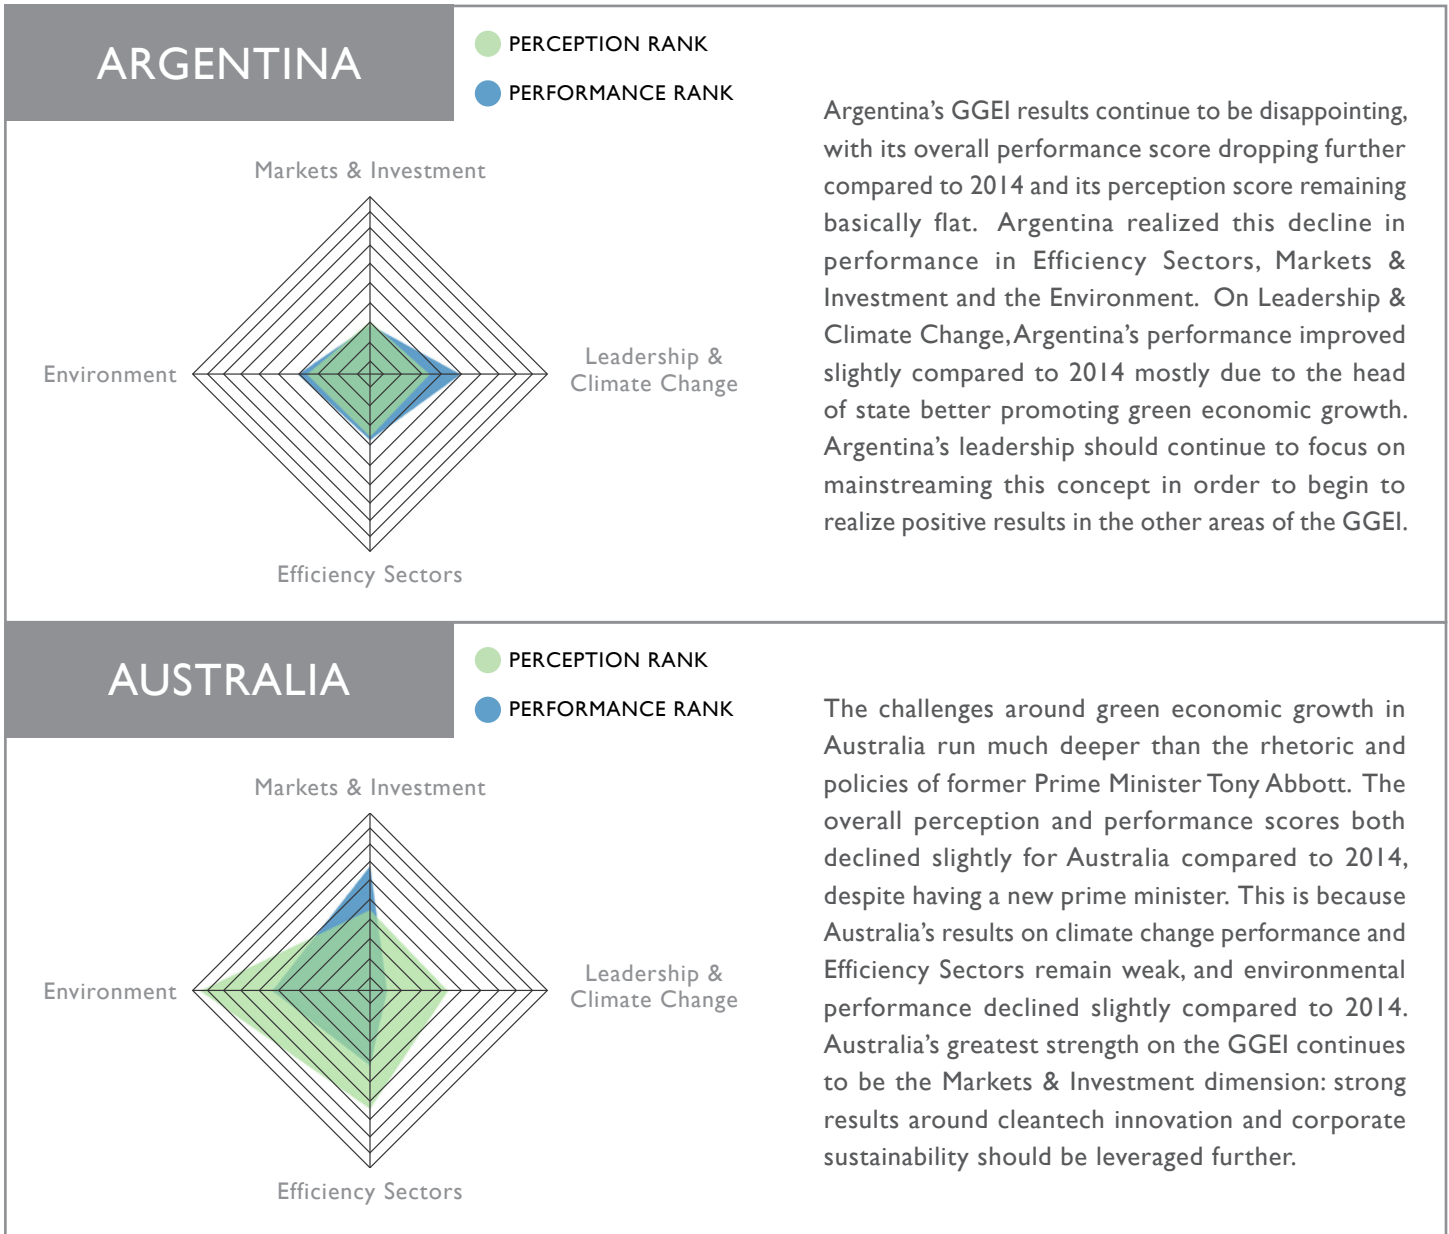 ARGENTINA
PERCEPTION RANK
PERFORMANCE RANK
Markets & Investment
Environment
Leadership &
Climate Change
Efficiency Sectors
Argentina's GGEI results continue to be disappointing,
with its overall performance score dropping further
compared to 2014 and its perception score remaining
basically flat. Argentina realized this decline in
performance in Efficiency Sectors, Markets &
Investment and the Environment. On Leadership &
Climate Change, Argentina's performance improved
slightly compared to 2014 mostly due to the head
of state better promoting green economic growth.
Argentina's leadership should continue to focus on
mainstreaming this concept in order to begin to
realize positive results in the other areas of the GGEI.
AUSTRALIA
PERCEPTION RANK
PERFORMANCE RANK
Markets & Investment
Environment
Leadership &
Climate Change
Efficiency Sectors
The challenges around green economic growth in
Australia run much deeper than the rhetoric and
policies of former Prime Minister Tony Abbott. The
overall perception and performance scores both
declined slightly for Australia compared to 2014,
despite having a new prime minister. This is because
Australia's results on climate change performance and
Efficiency Sectors remain weak, and environmental
performance declined slightly compared to 2014.
Australia's greatest strength on the GGEI continues
to be the Markets & Investment dimension: strong
results around cleantech innovation and corporate
sustainability should be leveraged further.